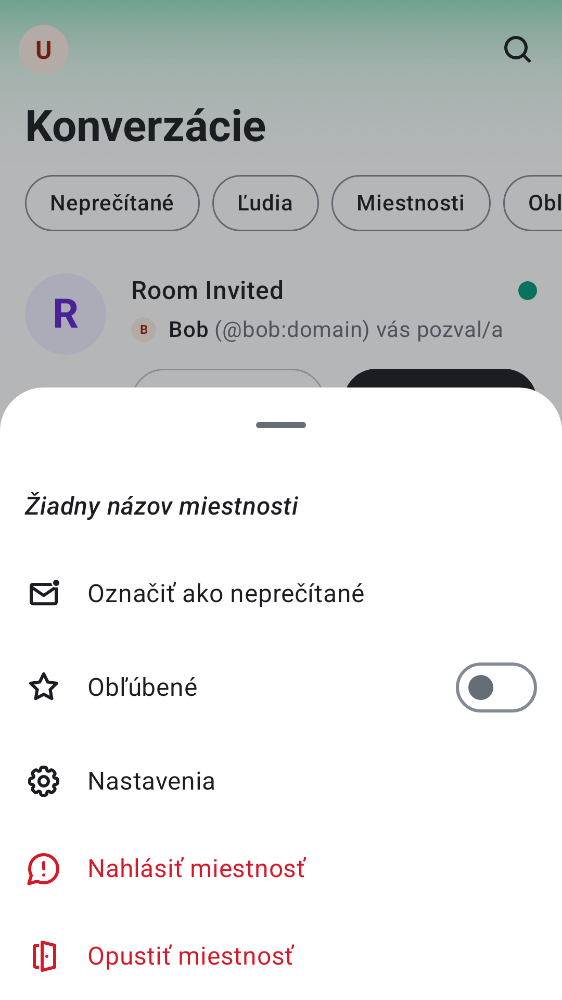 U
Konverzácie
Neprečítané Ľudia Miestnosti Obľ
R
Room Invited
B Bob (@bob:domain) vás pozval/a
Žiadny názov miestnosti
Označiť ako neprečítané
Obľúbené
Nastavenia
Nahlásiť miestnosť
Opustiť miestnosť